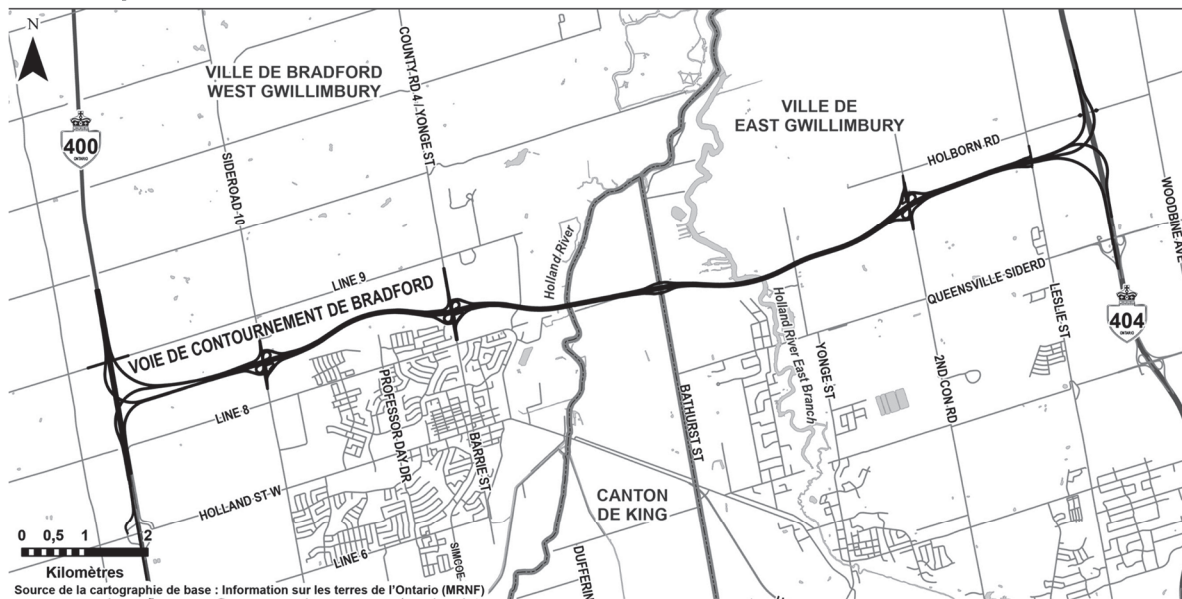 N
VILLE DE BRADFORD
WEST GWILLIMBURY
COUNTY RD 4 / YONGE ST
VILLE DE
EAST GWILLIMBURY
400
ONTARIO
SIDEROAD 10
HOLBORN RD
WOODBINE AVE
Holland River
LINE 9
VOIE DE CONTOURNEMENT DE BRADFORD
QUEENSVILLE SIDERD
LESLIE ST
404
ONTARIO
Holland River East Branch
YONGE ST
2ND CON RD
LINE 8
PROFESSOR DAY DR
BARRIE ST
BATHURST ST
HOLLAND ST W
CANTON
DE KING
0 0,5 1 2
Kilomètres
LINE 6
SIMCOE
DUFFERIN
Source de la cartographie de base : Information sur les terres de l'Ontario (MRNF)